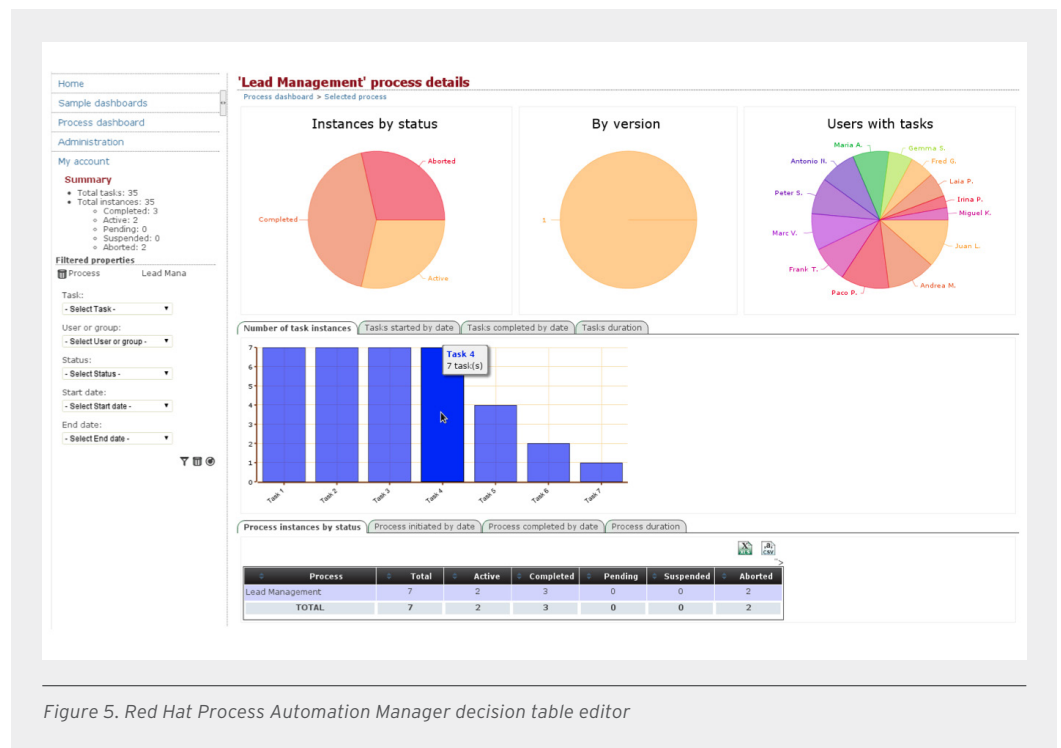 Home
Sample dashboards
Process dashboard
Administration
My account
Summary
Total tasks: 35
Total instances: 35
Completed: 3
Active: 2
Pending: 0
Suspended: 0
Aborted: 2
Filtered properties
Process Lead Mana
Task:
- Select Task -
User or group:
- Select User or group -
Status:
- Select Status -
Start date:
- Select Start date -
End date:
- Select End date -
'Lead Management' process details
Process dashboard > Selected process
Instances by status
Aborted
Completed
Active
By version
1
Users with tasks
Maria A.
Gemma S.
Antonio N.
Fred G.
Laia P.
Peter S.
Irina P.
Miguel K.
Marc V.
Juan L.
Frank T.
Andrea M.
Paco P.
Number of task instances Tasks started by date Tasks completed by date Tasks duration
7
6
5
4
3
2
1
0
Task 4
7 task(s)
Task 1 Task 2 Task 3 Task 4 Task 5 Task 6 Task 7
Process instances by status Process initiated by date Process completed by date Process duration
CSV
>
Process Total Active Completed Pending Suspended Aborted
Lead Management 7 2 3 0 0 2
TOTAL 7 2 3 0 0 2
Figure 5. Red Hat Process Automation Manager decision table editor